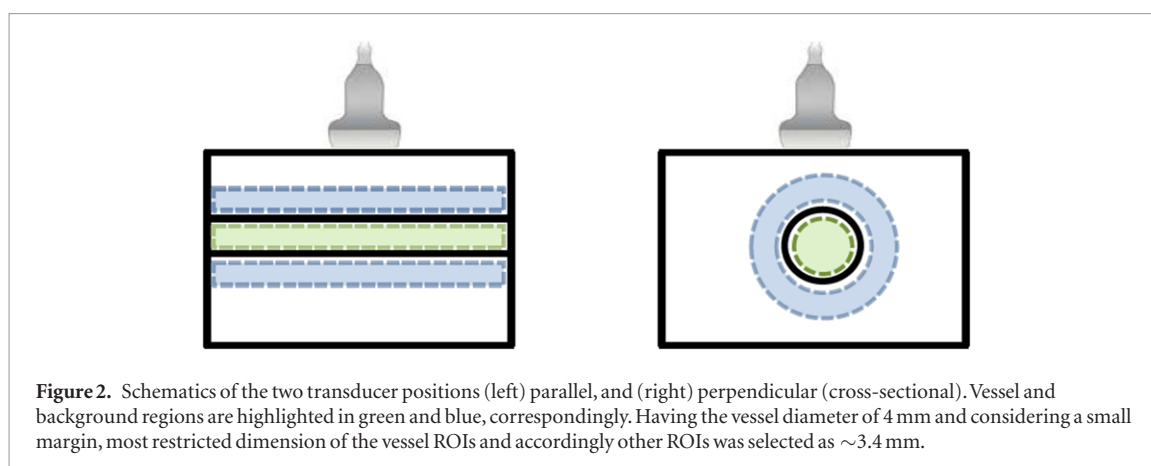 Figure 2. Schematics of the two transducer positions (left) parallel, and (right) perpendicular (cross-sectional). Vessel and
background regions are highlighted in green and blue, correspondingly. Having the vessel diameter of 4 mm and considering a small
margin, most restricted dimension of the vessel ROIs and accordingly other ROIs was selected as ∼3.4 mm.